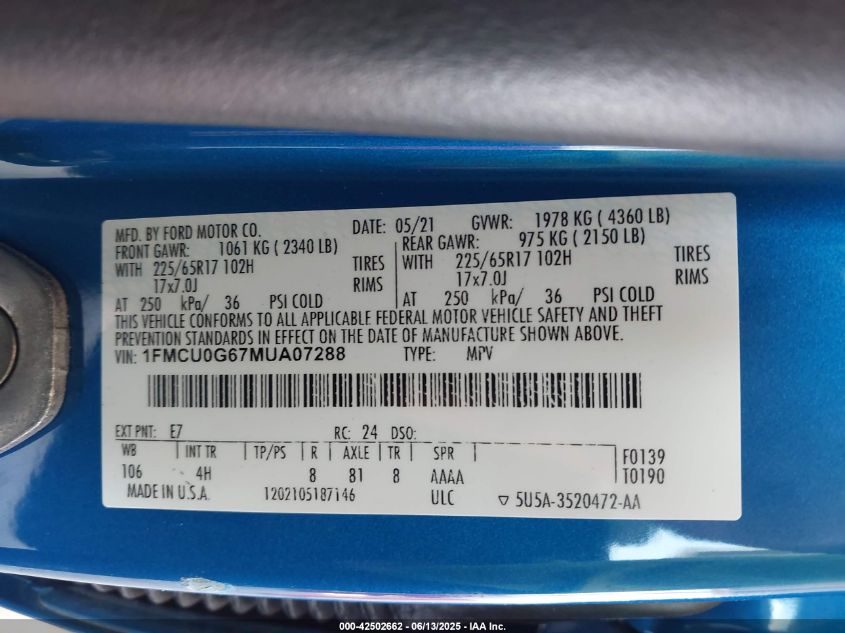 MFD. BY FORD MOTOR CO. DATE: 05/21 GVWR: 1978 KG ( 4360 LB)
FRONT GAWR: 1061 KG ( 2340 LB) REAR GAWR: 975 KG ( 2150 LB)
WITH 225/65R17 102H TIRES WITH 225/65R17 102H TIRES
17x7.0J RIMS 17x7.0J RIMS
AT 250 kPa/ 36 PSI COLD AT 250 kPa/ 36 PSI COLD
THIS VEHICLE CONFORMS TO ALL APPLICABLE FEDERAL MOTOR VEHICLE SAFETY AND THEFT
PREVENTION STANDARDS IN EFFECT ON THE DATE OF MANUFACTURE SHOWN ABOVE.
VIN: 1FMCU0G67MUA07288 TYPE: MPV
EXT PNT: E7 RC: 24 DSO:
WB INT TR TP/PS R AXLE TR SPR F0139
106 4H 8 81 8 AAAA T0190
MADE IN U.S.A. 1202105187146 ULC ▽ 5U5A-3520472-AA
000-42502662 - 06/13/2025 - IAA Inc.